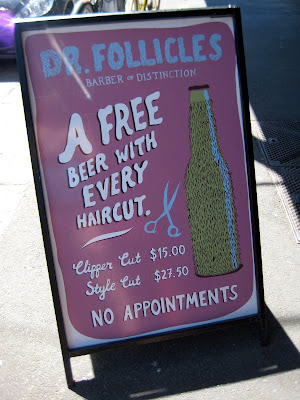 DR. FOLLICLES
BARBER OF DISTINCTION
A FREE
BEER WITH
EVERY
HAIRCUT.
Clipper Cut $15.00
Style Cut $27.50
NO APPOINTMENTS